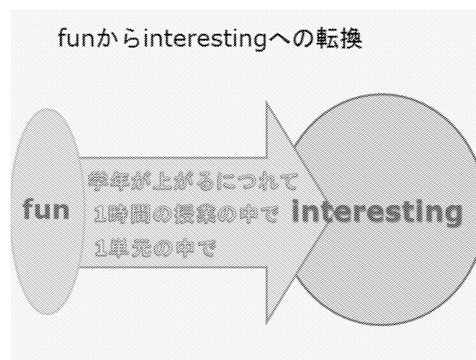 funからinterestingへの転換
学年が上がるにつれて
fun
1時間の授業の中で
interesting
1単元の中で